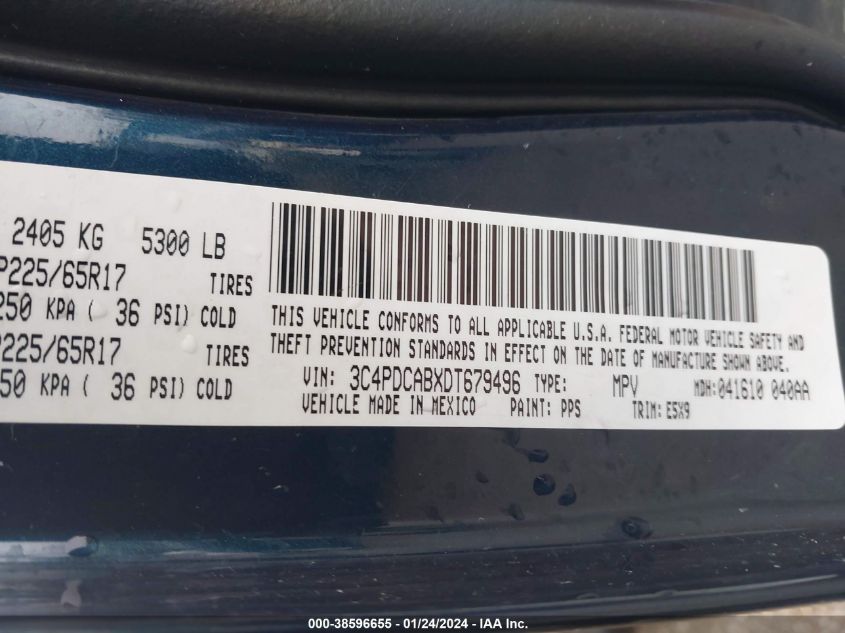 2405 KG 5300 LB
P225/65R17 TIRES
250 KPA ( 36 PSI) COLD
P225/65R17 TIRES
50 KPA ( 36 PSI) COLD
THIS VEHICLE CONFORMS TO ALL APPLICABLE U.S.A. FEDERAL MOTOR VEHICLE SAFETY AND
THEFT PREVENTION STANDARDS IN EFFECT ON THE DATE OF MANUFACTURE SHOWN ABOVE.
VIN: 3C4PDCABXDT679496 TYPE: MPV MDH:041610 040AA
VEHICLE MADE IN MEXICO PAINT: PPS TRIM: E5X9
000-38596655 - 01/24/2024 - IAA Inc.